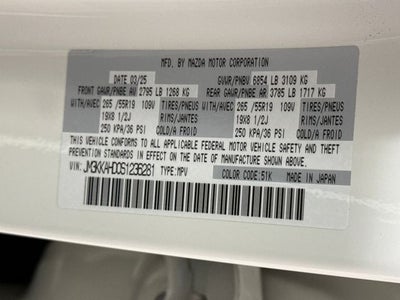 MFD. BY MAZDA MOTOR CORPORATION
DATE 03/25 GVWR/PNBV 6854 LB 3109 KG
FRONT GAWR/PNBE AV 2795 LB 1268 KG REAR GAWR/PNBE AR 3785 LB 1717 KG
WITH/AVEC 265 /55R19 109V TIRES/PNEUS WITH/AVEC 265 /55R19 109V TIRES/PNEUS
19X8 1/2J RIMS/JANTES 19X8 1/2J RIMS/JANTES
250 KPA/36 PSI COLD/A FROID 250 KPA/36 PSI COLD/A FROID
THIS VEHICLE CONFORMS TO ALL APPLICABLE FEDERAL MOTOR VEHICLE SAFETY AND THEFT
PREVENTION STANDARDS IN EFFECT ON THE DATE OF MANUFACTURE SHOWN ABOVE.
VIN: JM3KKAHD0S1235281 TYPE:MPV COLOR CODE:51K MADE IN JAPAN